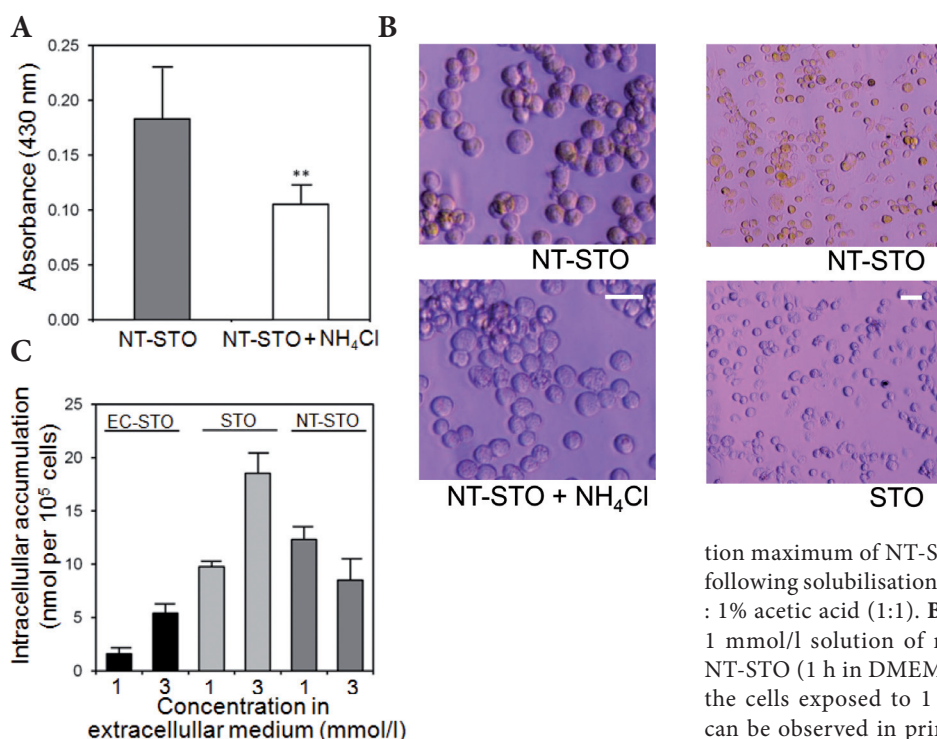 A
Absorbance (430 nm)
0.25
0.20
0.15
0.10
0.05
0.00
**
NT-STO
NT-STO + NH₄Cl
B
NT-STO
NT-STO
NT-STO + NH₄Cl
STO
C
Intracellullar accumulation
(nmol per 10⁵ cells)
25
20
15
10
5
0
EC-STO
STO
NT-STO
1 3 1 3 1 3
Concentration in
extracellullar medium (mmol/l)
tion maximum of NT-S
following solubilisation
: 1% acetic acid (1:1). B
1 mmol/l solution of
NT-STO (1 h in DMEM
the cells exposed to 1
can be observed in